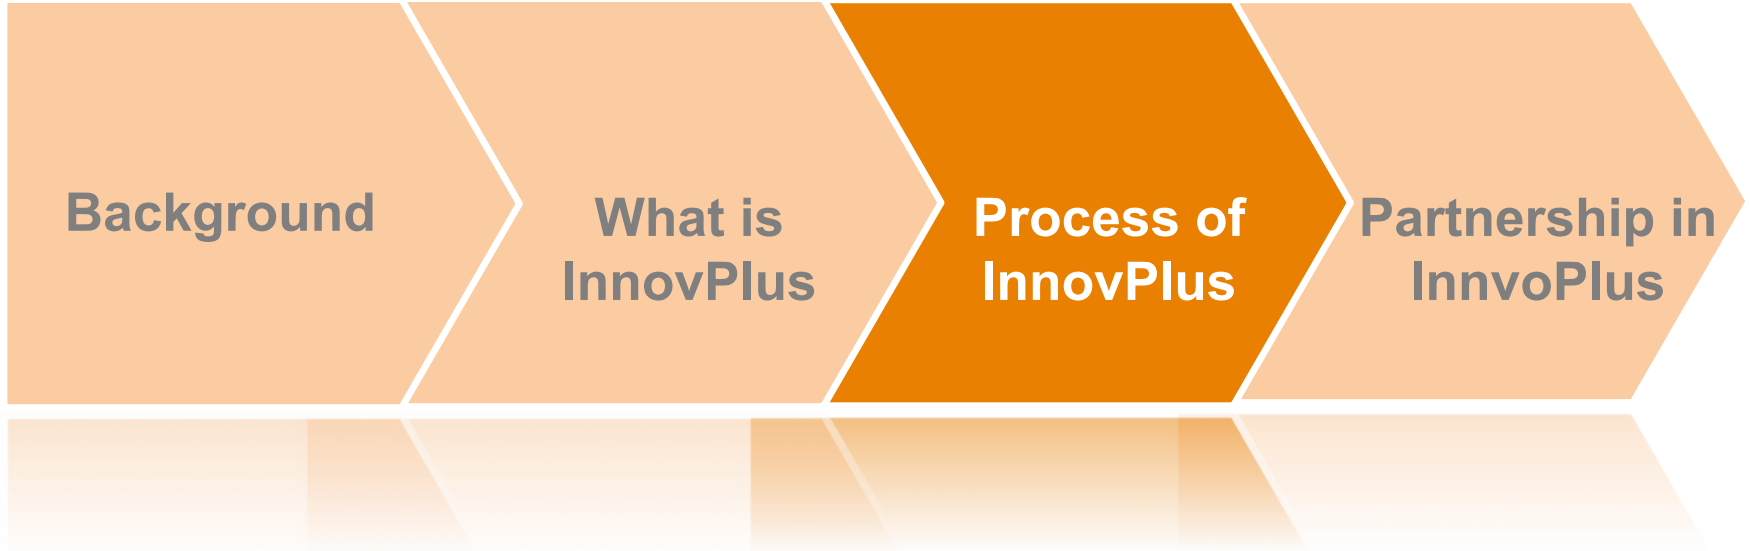 Background
What is
InnovPlus
Process of
InnovPlus
Partnership in
InnvoPlus